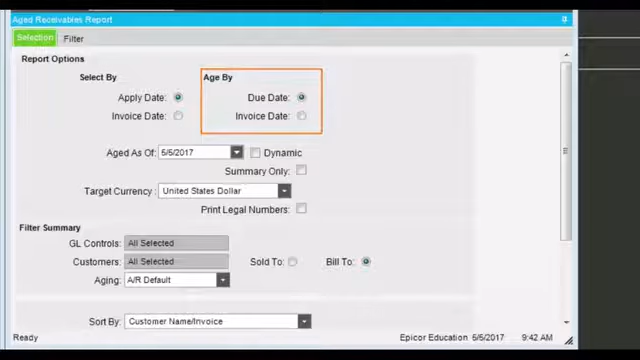 Aged Receivables Report
Selection Filter
Report Options
Select By Age By
Apply Date: Due Date:
Invoice Date: Invoice Date:
Aged As Of: 5/5/2017 Dynamic
Summary Only:
Target Currency: United States Dollar
Print Legal Numbers:
Filter Summary
GL Controls: All Selected
Customers: All Selected Sold To: Bill To:
Aging: A/R Default
Sort By: Customer Name/Invoice
Ready Epicor Education 5/5/2017 9:42 AM